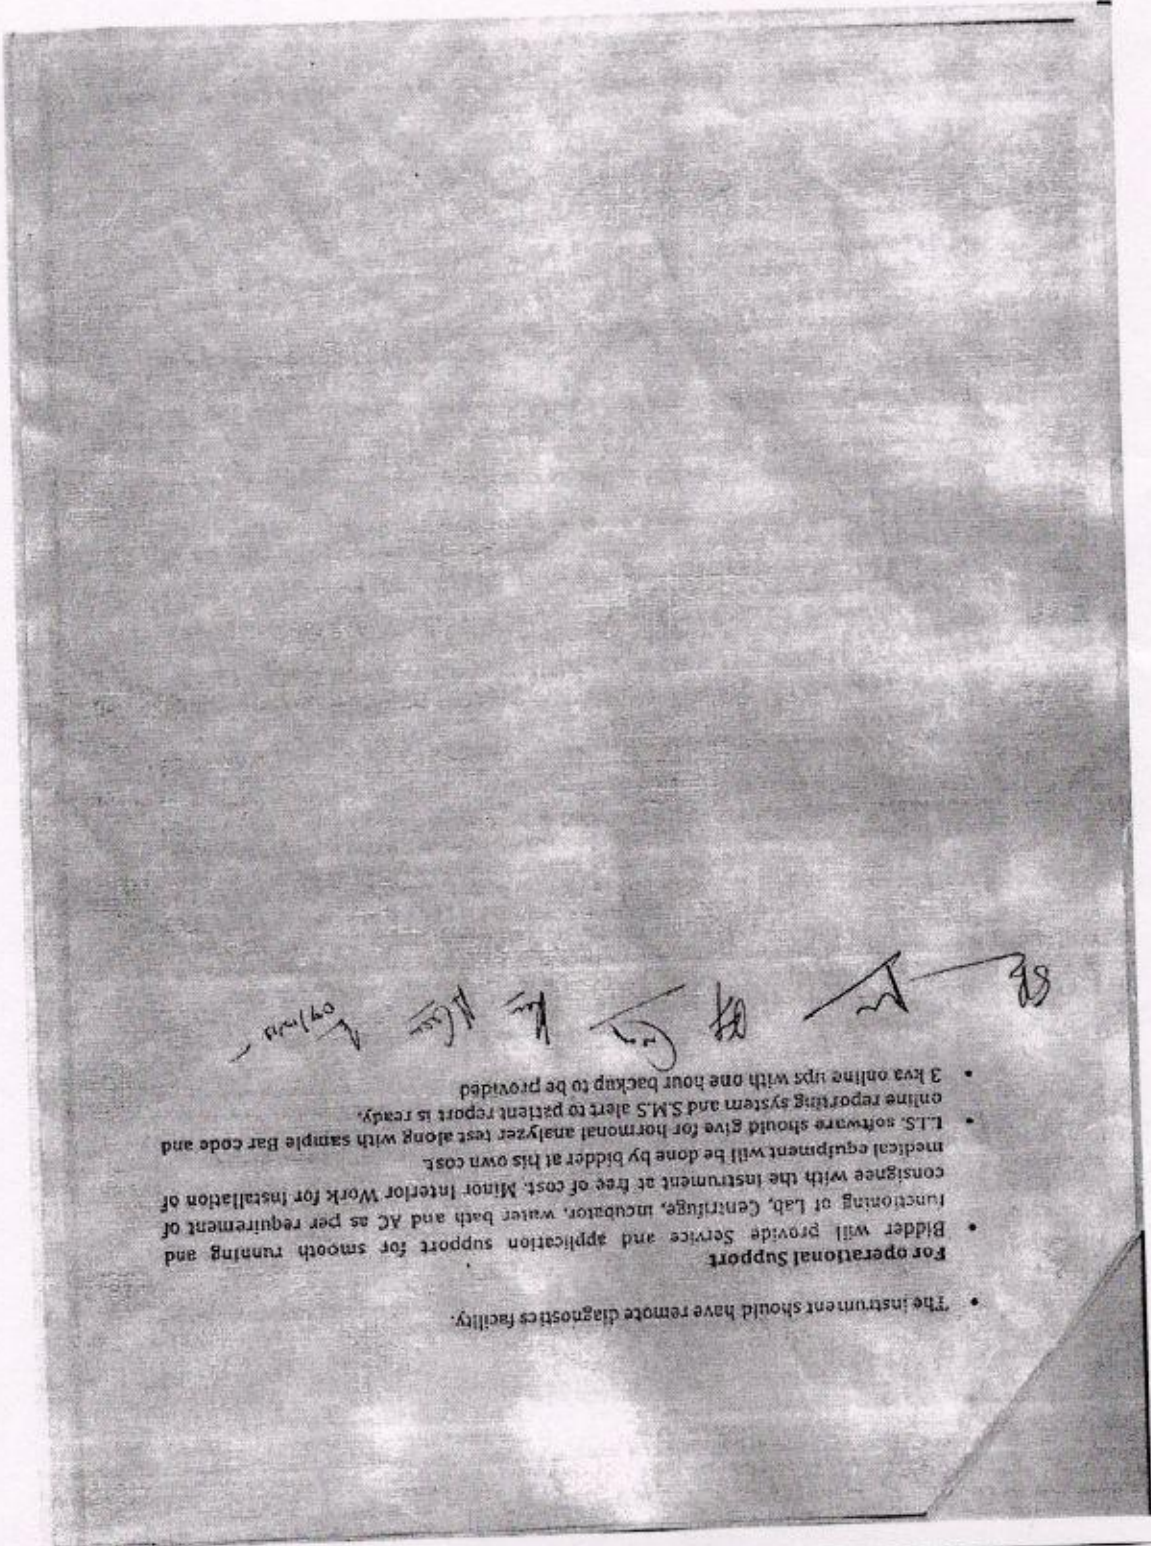 • The instrument should have remote diagnostics facility.
For operational Support
• Bidder will provide Service and application support for smooth running and
functioning of Lab, Centrifuge, incubator, water bath and AC as per requirement of
consignee with the instrument at free of cost. Minor Interior Work for Installation of
medical equipment will be done by bidder at his own cost.
• L.I.S. software should give for hormonal analyzer test along with sample Bar code and
online reporting system and S.M.S alert to patient report is ready.
• 3 kva online ups with one hour backup to be provided